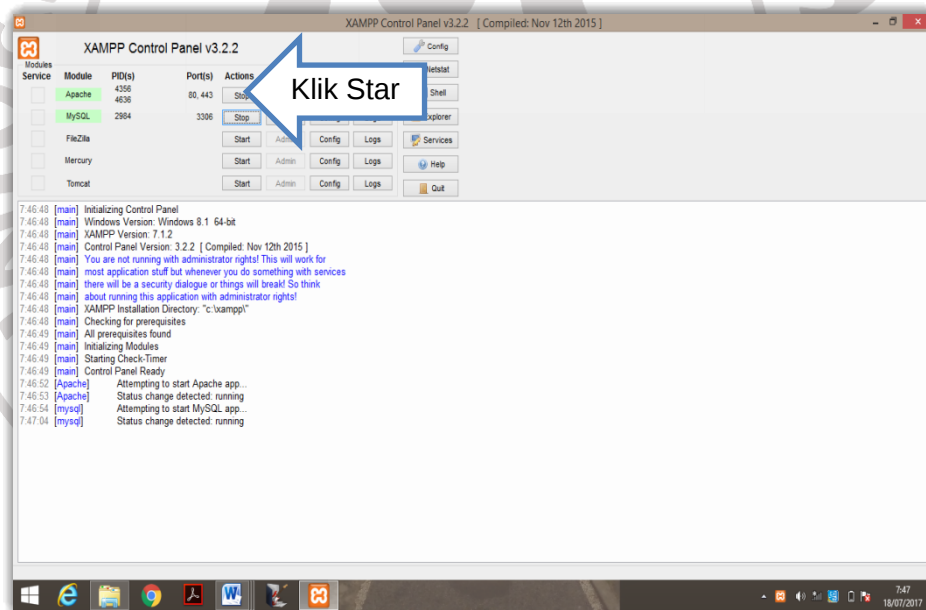 XAMPP Control Panel v3.2.2 [ Compiled: Nov 12th 2015 ]
XAMPP Control Panel v3.2.2
Config
Modules
Service Module PID(s) Port(s) Actions
Netstat
Apache 4356 4636 80, 443 Stop
Klik Star
Shell
MySQL 2984 3306 Stop
Explorer
FileZilla Start Admin Config Logs Services
Mercury Start Admin Config Logs Help
Tomcat Start Admin Config Logs Quit
7:46:48 [main] Initializing Control Panel
7:46:48 [main] Windows Version: Windows 8.1 64-bit
7:46:48 [main] XAMPP Version: 7.1.2
7:46:48 [main] Control Panel Version: 3.2.2 [ Compiled: Nov 12th 2015 ]
7:46:48 [main] You are not running with administrator rights! This will work for
7:46:48 [main] most application stuff but whenever you do something with services
7:46:48 [main] there will be a security dialogue or things will break! So think
7:46:48 [main] about running this application with administrator rights!
7:46:48 [main] XAMPP Installation Directory: "c:\xampp\"
7:46:48 [main] Checking for prerequisites
7:46:49 [main] All prerequisites found
7:46:49 [main] Initializing Modules
7:46:49 [main] Starting Check-Timer
7:46:49 [main] Control Panel Ready
7:46:52 [Apache] Attempting to start Apache app...
7:46:53 [Apache] Status change detected: running
7:46:54 [mysql] Attempting to start MySQL app...
7:47:04 [mysql] Status change detected: running
7:47
18/07/2017